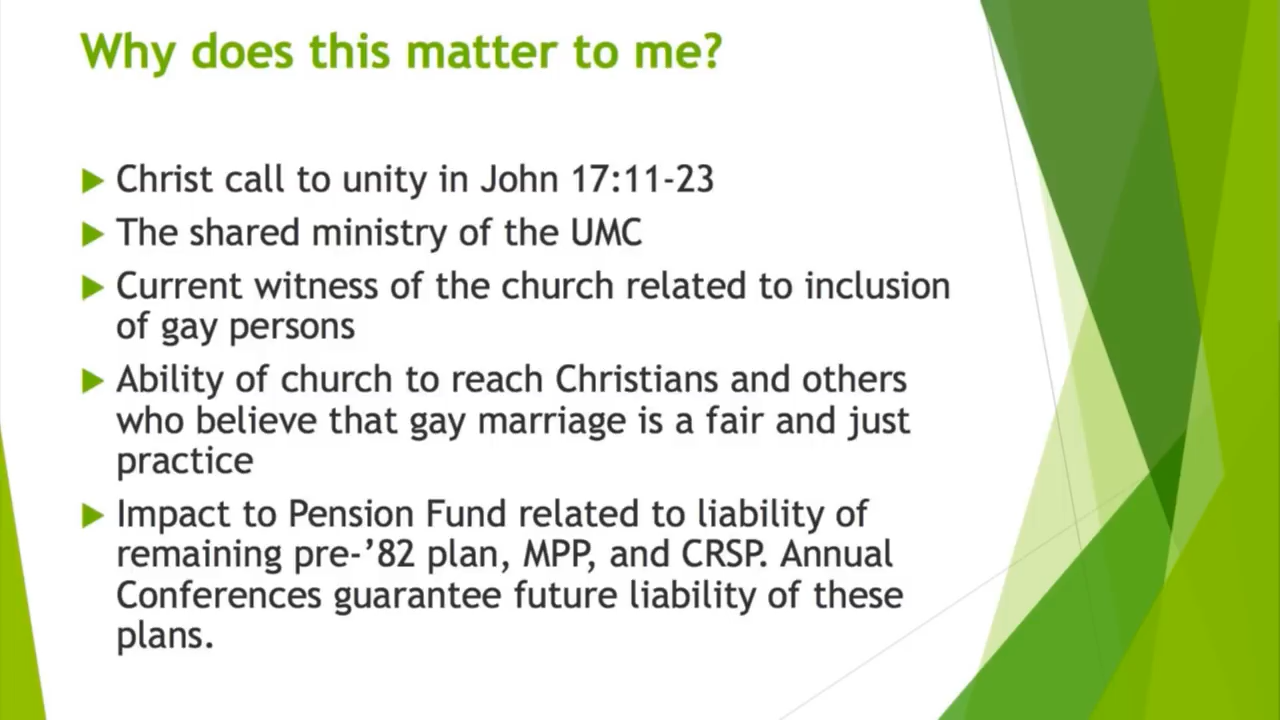 Why does this matter to me?
Christ call to unity in John 17:11-23
The shared ministry of the UMC
Current witness of the church related to inclusion
of gay persons
Ability of church to reach Christians and others
who believe that gay marriage is a fair and just
practice
Impact to Pension Fund related to liability of
remaining pre-’82 plan, MPP, and CRSP. Annual
Conferences guarantee future liability of these
plans.